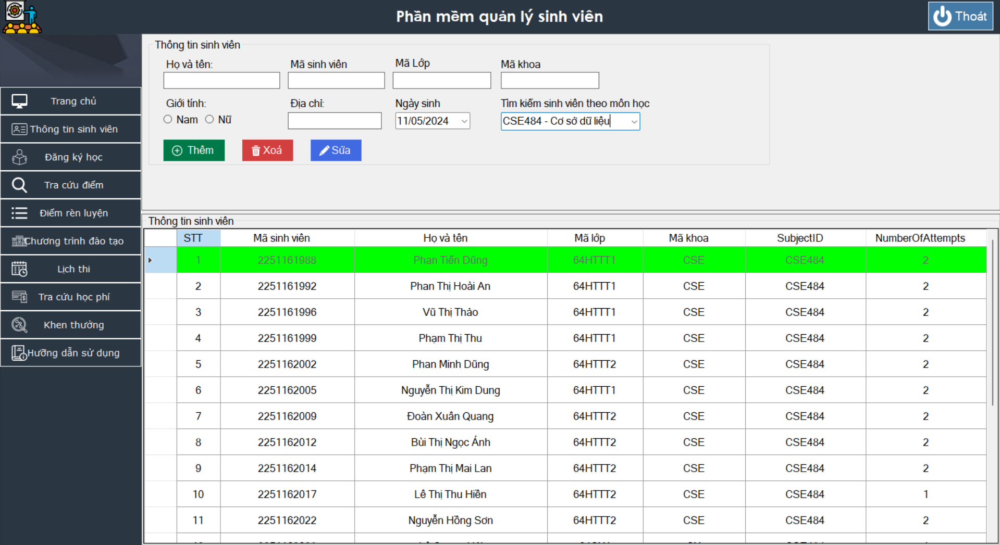 Phần mềm quản lý sinh viên
Thoát
Trang chủ
Thông tin sinh viên
Đăng ký học
Tra cứu điểm
Điểm rèn luyện
Chương trình đào tạo
Lịch thi
Tra cứu học phí
Khen thưởng
Hưỡng dẫn sử dụng
Thông tin sinh viên
Họ và tên: Mã sinh viên Mã Lớp Mã khoa
Giới tính: Địa chỉ: Ngày sinh Tìm kiếm sinh viên theo môn học
Nam Nữ 11/05/2024 CSE484 - Cơ sở dữ liệu
Thêm Xoá Sửa
Thông tin sinh viên
STT Mã sinh viên Họ và tên Mã lớp Mã khoa SubjectID NumberOfAttempts
1 2251161988 Phan Tiến Dũng 64HTTT1 CSE CSE484 2
2 2251161992 Phan Thị Hoài An 64HTTT1 CSE CSE484 2
3 2251161996 Vũ Thị Thảo 64HTTT1 CSE CSE484 2
4 2251161999 Phạm Thị Thu 64HTTT1 CSE CSE484 2
5 2251162002 Phan Minh Dũng 64HTTT2 CSE CSE484 2
6 2251162005 Nguyễn Thị Kim Dung 64HTTT1 CSE CSE484 2
7 2251162009 Đoàn Xuân Quang 64HTTT2 CSE CSE484 2
8 2251162012 Bùi Thị Ngọc Ánh 64HTTT2 CSE CSE484 2
9 2251162014 Phạm Thị Mai Lan 64HTTT2 CSE CSE484 2
10 2251162017 Lê Thị Thu Hiền 64HTTT2 CSE CSE484 1
11 2251162022 Nguyễn Hồng Sơn 64HTTT2 CSE CSE484 2